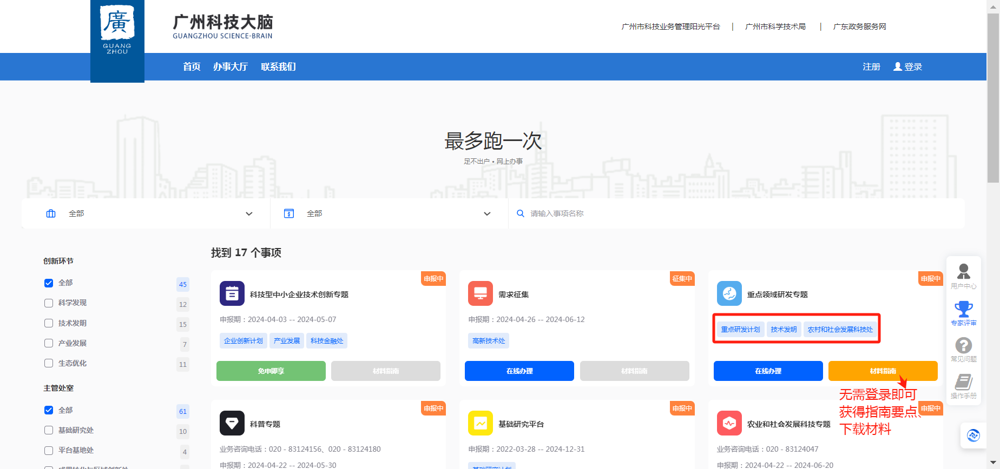 廣
GUANG
ZHOU
广州科技大脑
GUANGZHOU SCIENCE-BRAIN
广州市科技业务管理阳光平台 | 广州市科学技术局 | 广东政务服务网
首页 办事大厅 联系我们 注册 登录
最多跑一次
足不出户 • 网上办事
全部 全部 请输入事项名称
找到 17 个事项
创新环节
全部 45
科学发现 12
技术发明 15
产业发展 7
生态优化 11
主管处室
全部 61
基础研究处 10
平台基地处 4
成果转化与区域创新处
申报中
科技型中小企业技术创新专题
申报期：2024-04-03 -- 2024-05-07
企业创新计划 产业发展 科技金融处
免申即享 材料指南
征集中
需求征集
申报期：2024-04-26 -- 2024-06-12
高新技术处
在线办理 材料指南
申报中
重点领域研发专题
重点研发计划 技术发明 农村和社会发展科技处
在线办理 材料指南
无需登录即可
获得指南要点、
下载材料
申报中
科普专题
业务咨询电话：020 - 83124156、020 - 83124180
申报期：2024-04-22 -- 2024-05-30
申报中
基础研究平台
申报期：2022-03-28 -- 2024-12-31
基础研究计划
申报中
农业和社会发展科技专题
业务咨询电话：020 - 83124047
申报期：2024-04-22 -- 2024-06-20
用户中心
专家评审
常见问题
操作手册